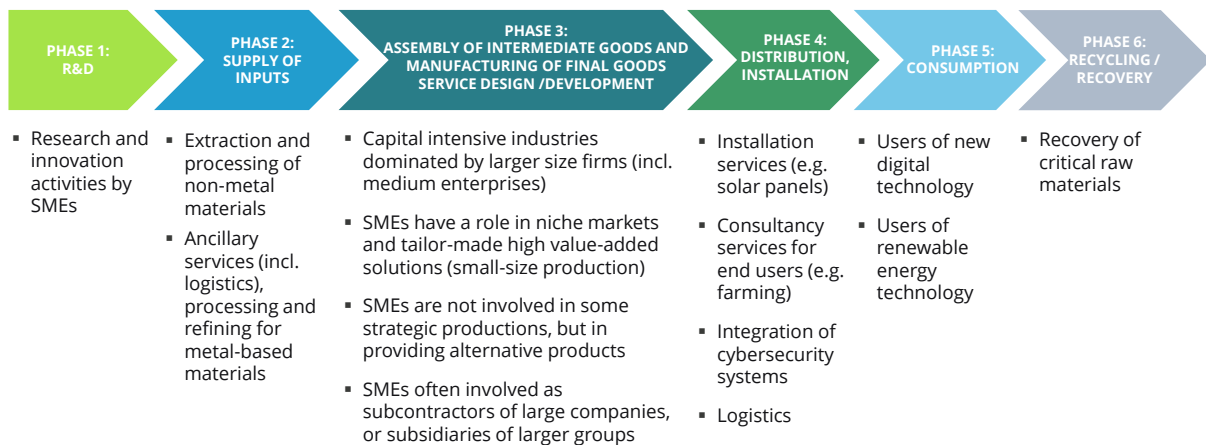 PHASE 1:
R&D
PHASE 2:
SUPPLY OF
INPUTS
PHASE 3:
ASSEMBLY OF INTERMEDIATE GOODS AND
MANUFACTURING OF FINAL GOODS
SERVICE DESIGN /DEVELOPMENT
PHASE 4:
DISTRIBUTION,
INSTALLATION
PHASE 5:
CONSUMPTION
PHASE 6:
RECYCLING /
RECOVERY
▪ Research and
innovation
activities by
SMEs
▪ Extraction and
processing of
non-metal
materials
▪ Ancillary
services (incl.
logistics),
processing and
refining for
metal-based
materials
▪ Capital intensive industries
dominated by larger size firms (incl.
medium enterprises)
▪ SMEs have a role in niche markets
and tailor-made high value-added
solutions (small-size production)
▪ SMEs are not involved in some
strategic productions, but in
providing alternative products
▪ SMEs often involved as
subcontractors of large companies,
or subsidiaries of larger groups
▪ Installation
services (e.g.
solar panels)
▪ Consultancy
services for
end users (e.g.
farming)
▪ Integration of
cybersecurity
systems
▪ Logistics
▪ Users of new
digital
technology
▪ Users of
renewable
energy
technology
▪ Recovery of
critical raw
materials